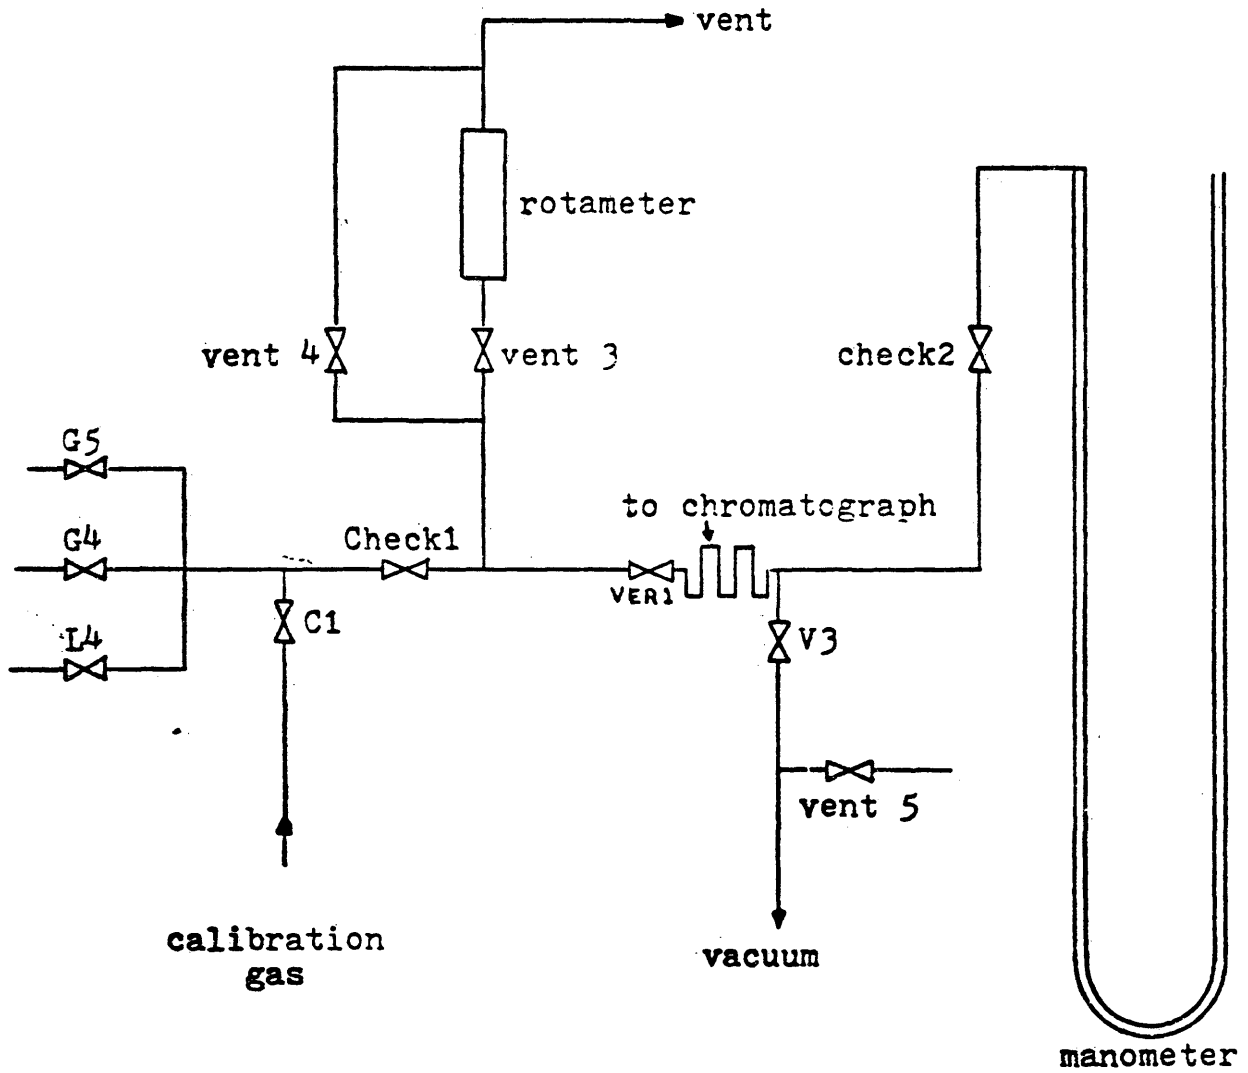 vent
rotameter
vent 4
vent 3
check2
G5
to chromatograph
G4
Check1
VER1
L4
C1
V3
vent 5
calibration
gas
vacuum
manometer